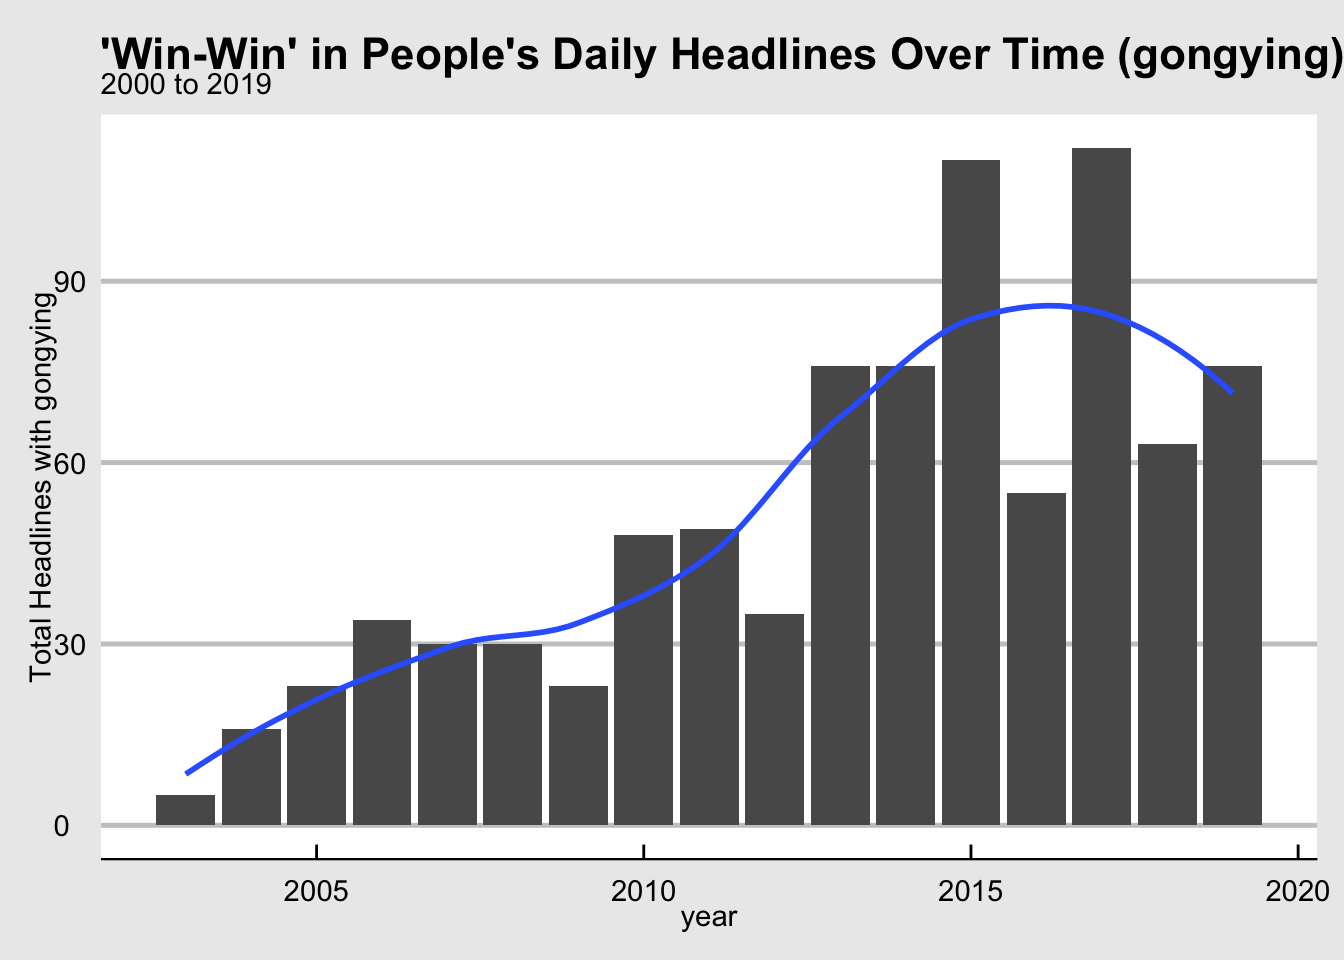 'Win-Win' in People's Daily Headlines Over Time (gongying)
2000 to 2019
Total Headlines with gongying
90
60
30
0
2005 2010 2015 2020
year